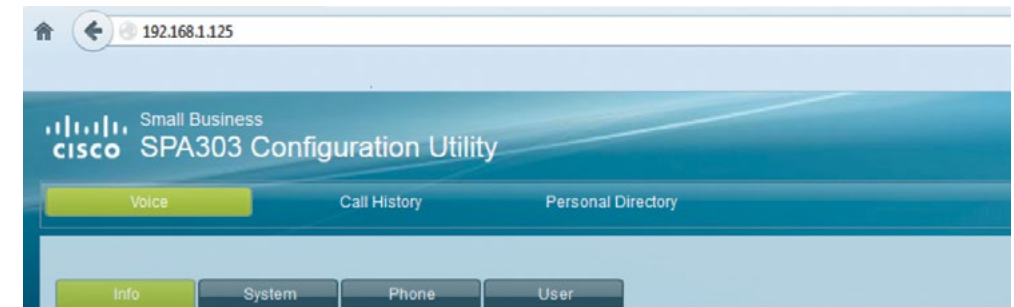 192.168.1.125
Small Business
CISCO SPA303 Configuration Utility
Voice Call History Personal Directory
Info System Phone User